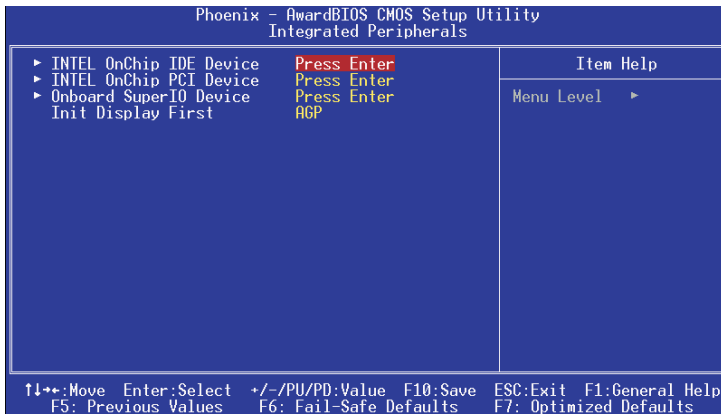 Phoenix - AwardBIOS CMOS Setup Utility
Integrated Peripherals
► INTEL OnChip IDE Device Press Enter
► INTEL OnChip PCI Device Press Enter
► Onboard SuperIO Device Press Enter
Init Display First AGP
Item Help
Menu Level ►
↑↓→←:Move Enter:Select +/-/PU/PD:Value F10:Save ESC:Exit F1:General Help
F5: Previous Values F6: Fail-Safe Defaults F7: Optimized Defaults